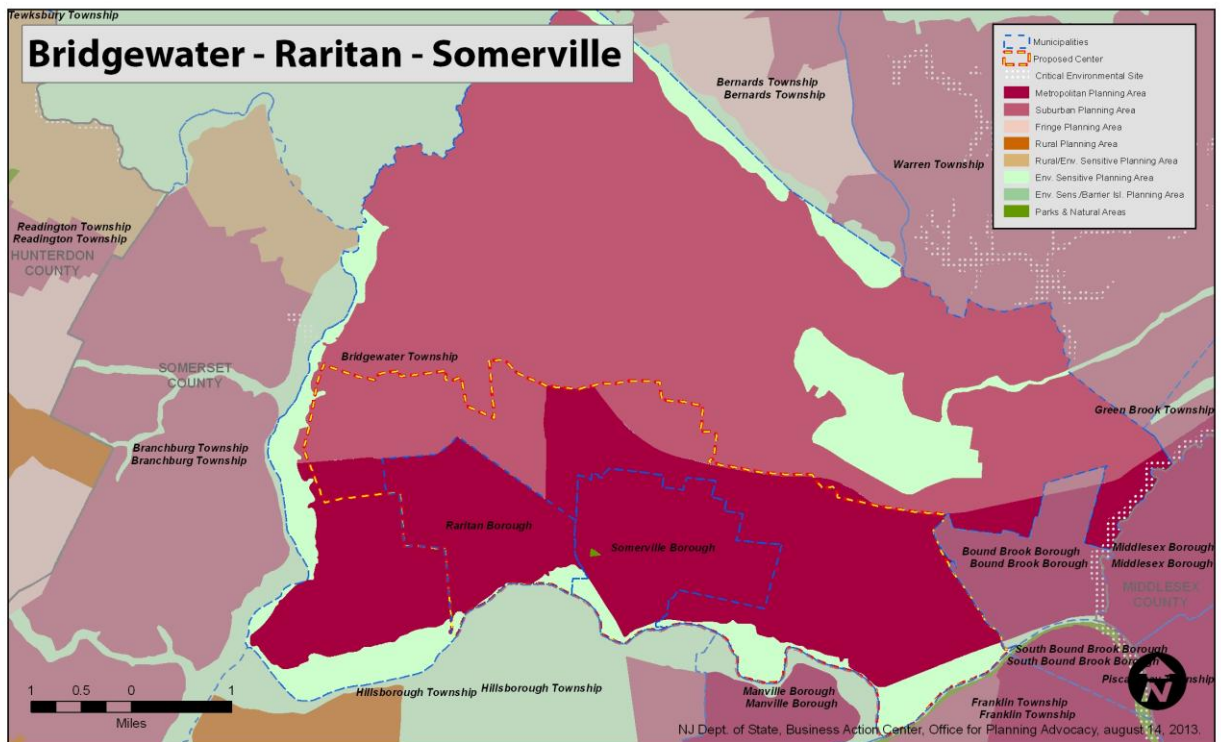 Tewksbury Township
Bridgewater - Raritan - Somerville
Municipalities
Proposed Center
Critical Environmental Site
Metropolitan Planning Area
Suburban Planning Area
Fringe Planning Area
Rural Planning Area
Rural/Env. Sensitive Planning Area
Env. Sensitive Planning Area
Env. Sens./Barrier Isl. Planning Area
Parks & Natural Areas
Bernards Township
Bernards Township
Warren Township
Readington Township
Readington Township
HUNTERDON
COUNTY
SOMERSET
COUNTY
Bridgewater Township
Green Brook Township
Branchburg Township
Branchburg Township
Raritan Borough
Somerville Borough
Bound Brook Borough
Bound Brook Borough
Middlesex Borough
Middlesex Borough
MIDDLESEX
COUNTY
South Bound Brook Borough
South Bound Brook Borough
N
Hillsborough Township
Hillsborough Township
Manville Borough
Manville Borough
Franklin Township
Franklin Township
1 0.5 0 1
Miles
NJ Dept. of State, Business Action Center, Office for Planning Advocacy, august 14, 2013.